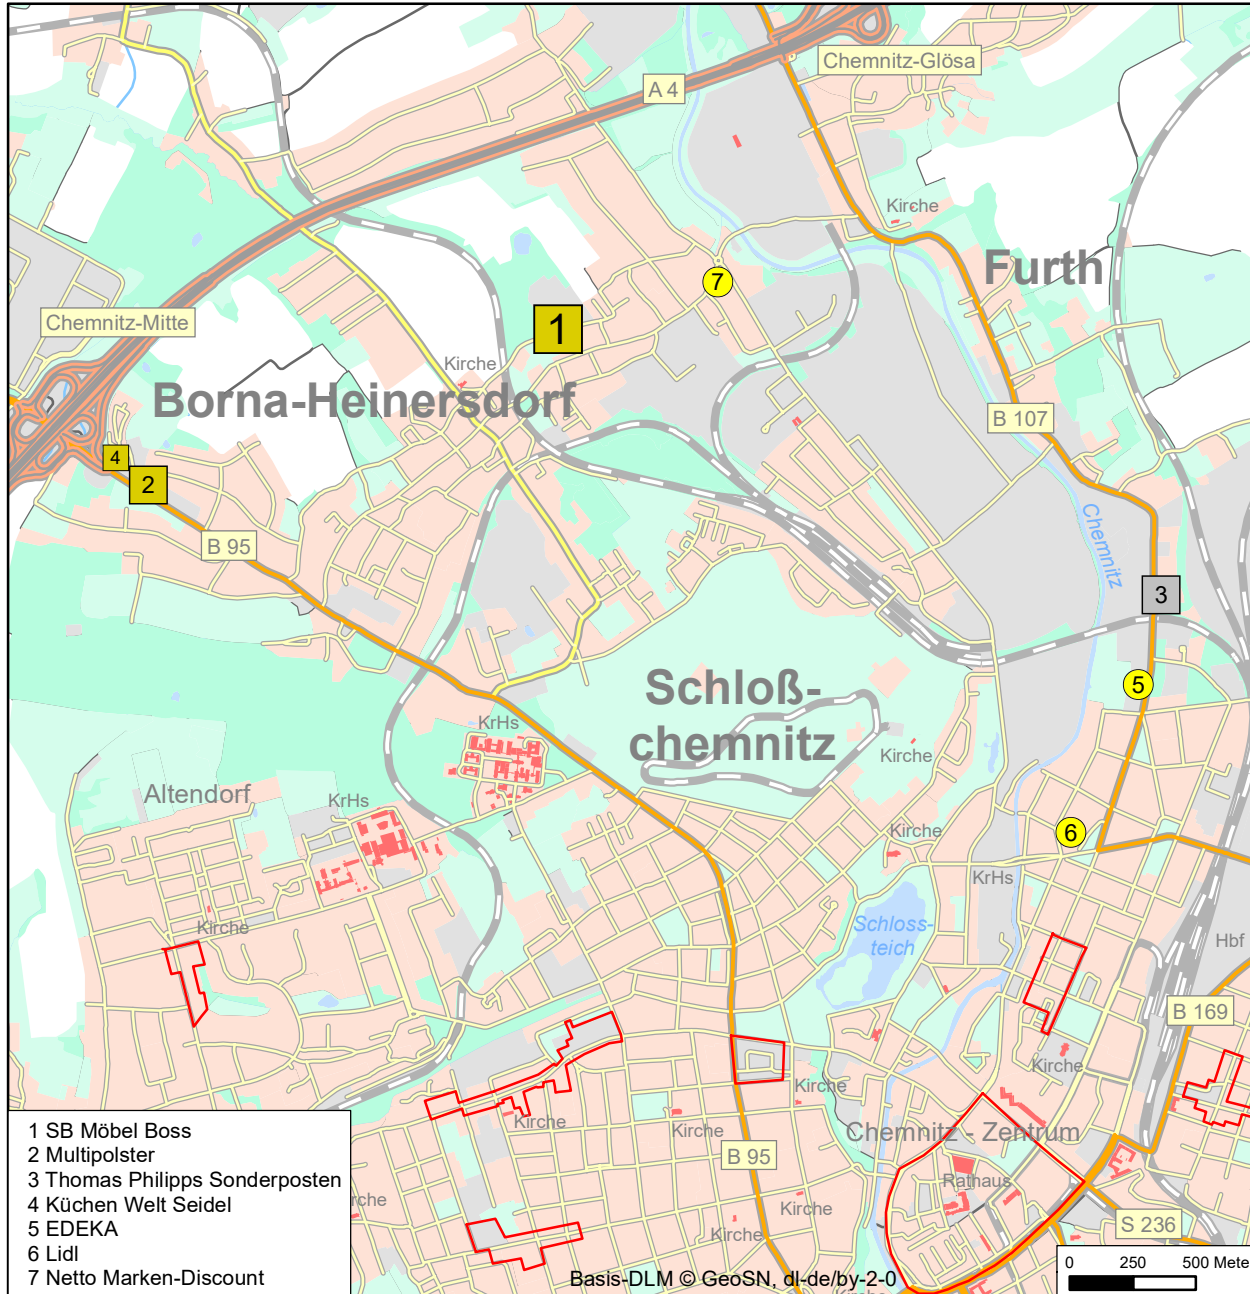 Chemnitz-Glösa
A 4
Kirche
Furth
7
Chemnitz-Mitte
1
Kirche
Borna-Heinersdorf
B 107
4
2
Chemnitz
B 95
3
Schloß-
chemnitz
5
KrHs
Kirche
Altendorf
KrHs
6
Kirche
KrHs
Kirche
Schloss-
teich
Hbf
B 169
Kirche
Kirche
Kirche
Kirche
Chemnitz - Zentrum
B 95
Rathaus
rche
Kirche
Kirche
S 236
1 SB Möbel Boss
2 Multipolster
3 Thomas Philipps Sonderposten
4 Küchen Welt Seidel
5 EDEKA
6 Lidl
7 Netto Marken-Discount
Basis-DLM © GeoSN, dl-de/by-2-0
0 250 500 Mete